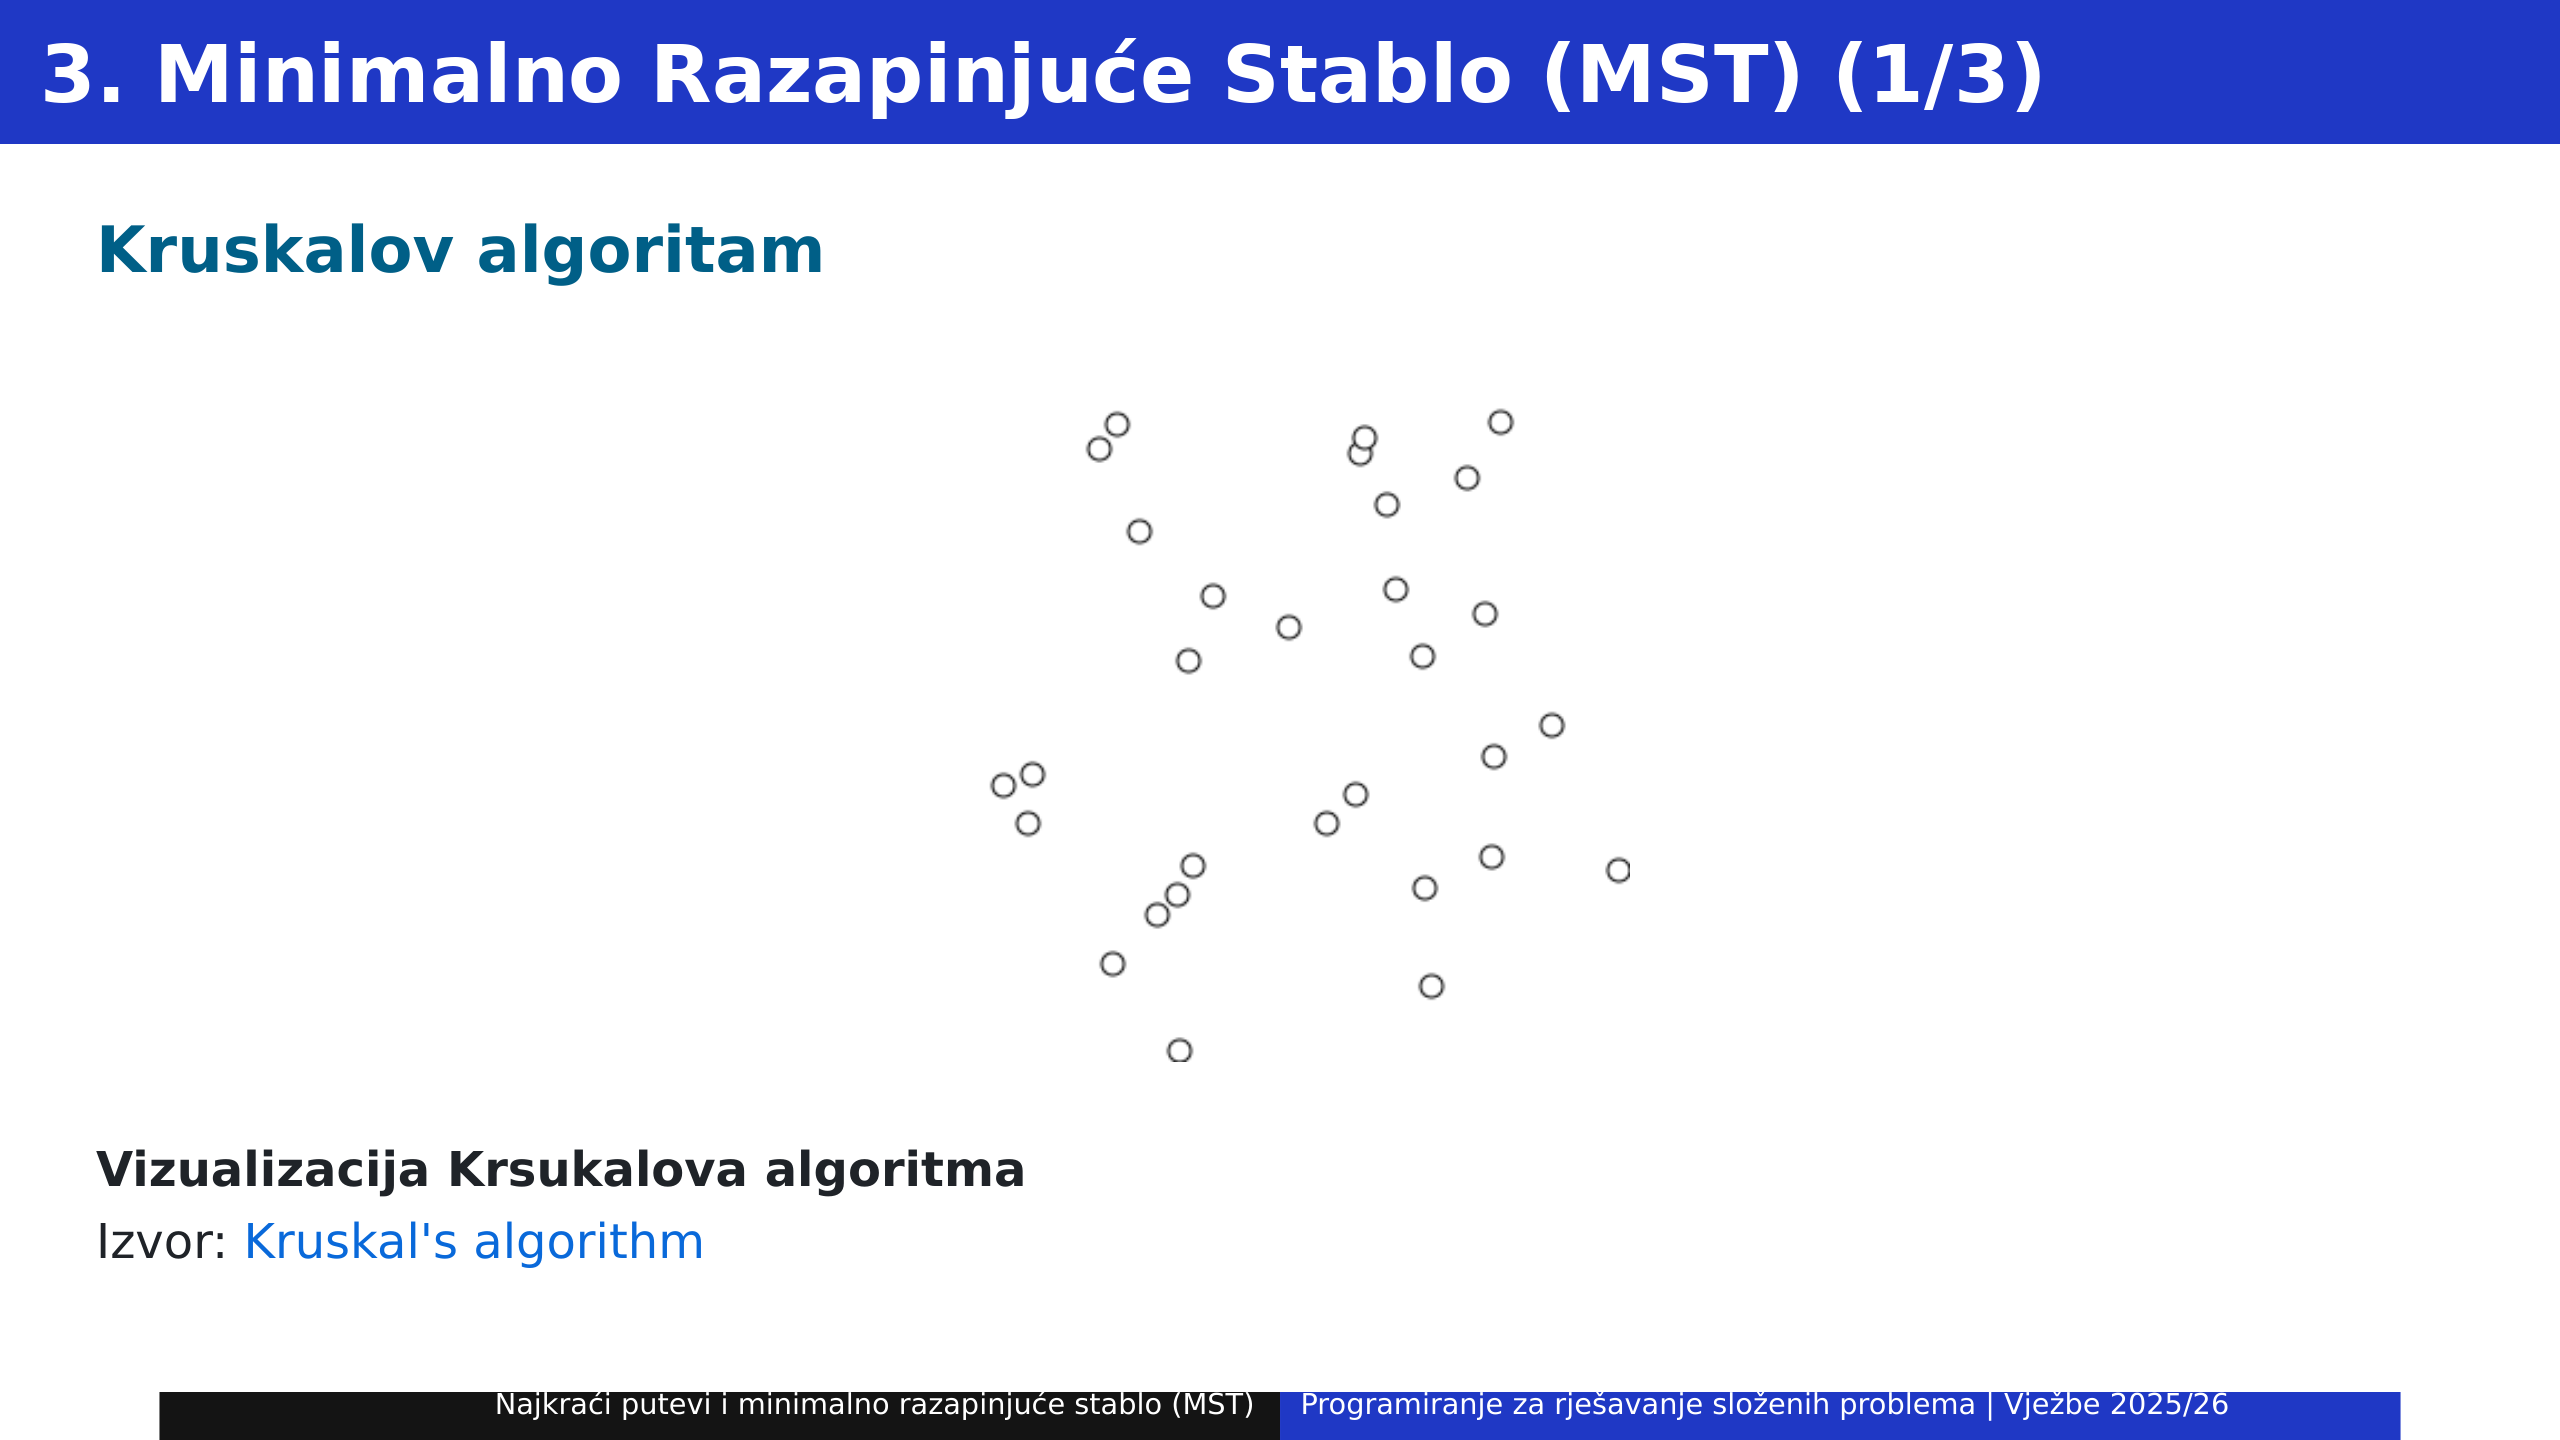 3. Minimalno Razapinjuće Stablo (MST) (1/3)
Kruskalov algoritam
Vizualizacija Krsukalova algoritma
Izvor: Kruskal's algorithm
Najkraći putevi i minimalno razapinjuće stablo (MST)
Programiranje za rješavanje složenih problema | Vježbe 2025/26